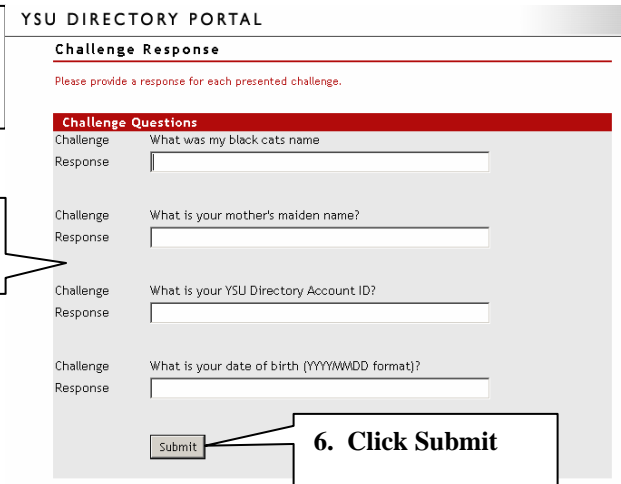 YSU DIRECTORY PORTAL
Challenge Response
Please provide a response for each presented challenge.
Challenge Questions
Challenge What was my black cats name
Response
Challenge What is your mother's maiden name?
Response
Challenge What is your YSU Directory Account ID?
Response
Challenge What is your date of birth (YYYYMMDD format)?
Response
Submit
6. Click Submit